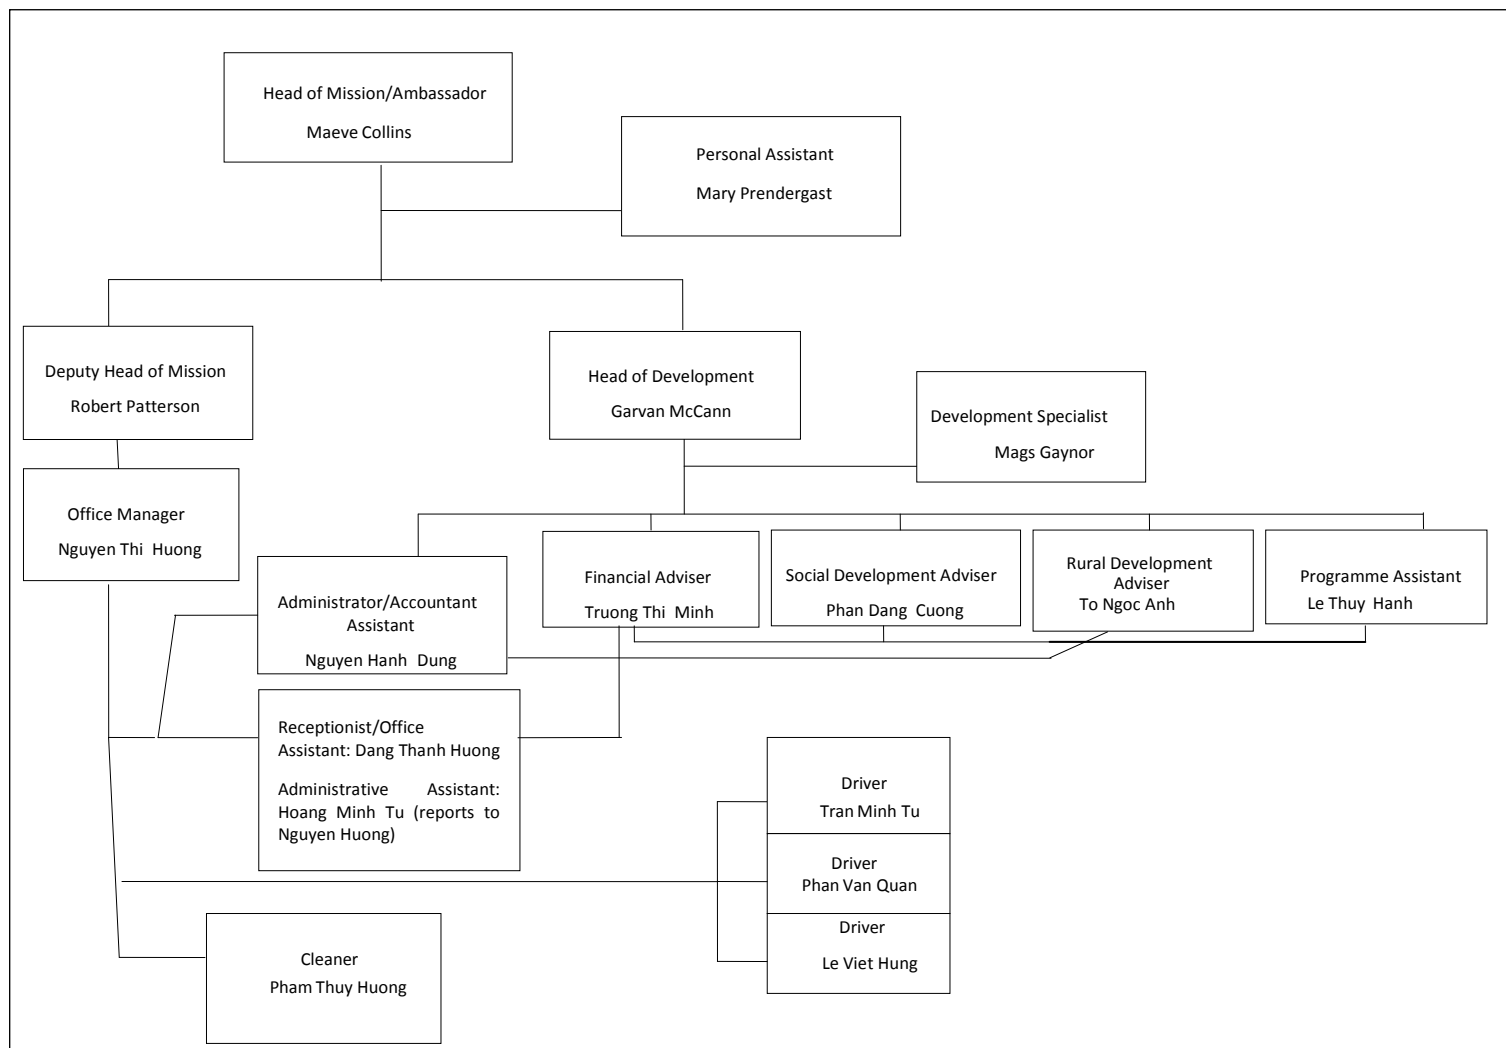 Head of Mission/Ambassador
Maeve Collins
Personal Assistant
Mary Prendergast
Deputy Head of Mission
Robert Patterson
Head of Development
Garvan McCann
Development Specialist
Mags Gaynor
Office Manager
Nguyen Thi Huong
Administrator/Accountant
Assistant
Nguyen Hanh Dung
Financial Adviser
Truong Thi Minh
Social Development Adviser
Phan Dang Cuong
Rural Development
Adviser
To Ngoc Anh
Programme Assistant
Le Thuy Hanh
Receptionist/Office
Assistant: Dang Thanh Huong
Administrative Assistant:
Hoang Minh Tu (reports to
Nguyen Huong)
Driver
Tran Minh Tu
Driver
Phan Van Quan
Driver
Le Viet Hung
Cleaner
Pham Thuy Huong